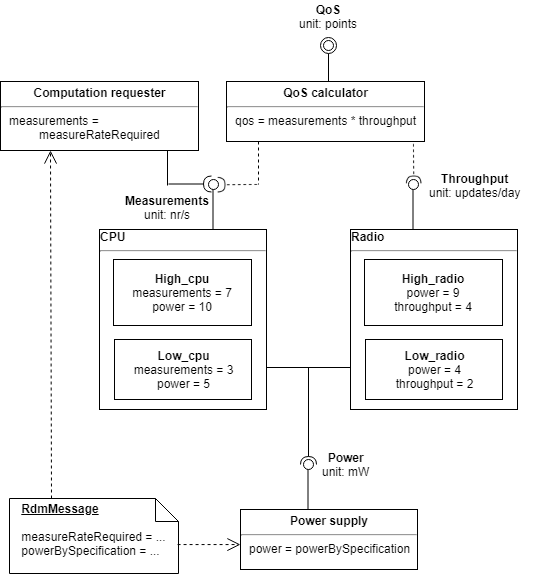 QoS
unit: points
Computation requester
measurements =
measureRateRequired
QoS calculator
qos = measurements * throughput
Measurements
unit: nr/s
Throughput
unit: updates/day
CPU
High_cpu
measurements = 7
power = 10
Low_cpu
measurements = 3
power = 5
Radio
High_radio
power = 9
throughput = 4
Low_radio
power = 4
throughput = 2
Power
unit: mW
RdmMessage
measureRateRequired = ...
powerBySpecification = ...
Power supply
power = powerBySpecification